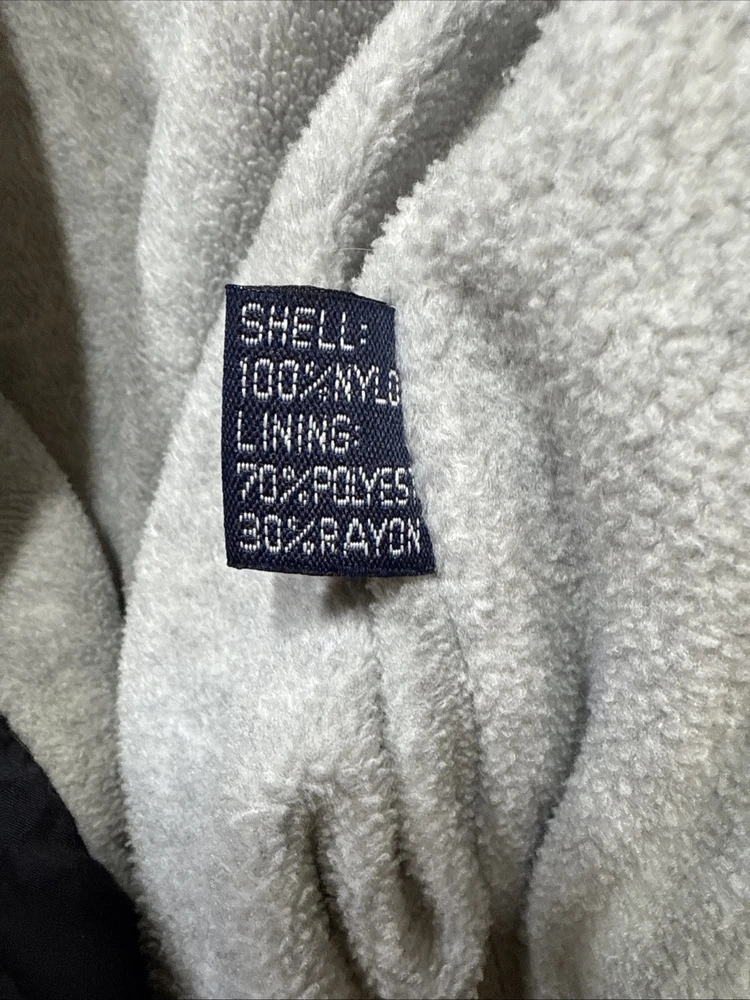 SHELL:
100%NYLO
LINING:
70%POLYES
30%RAYON